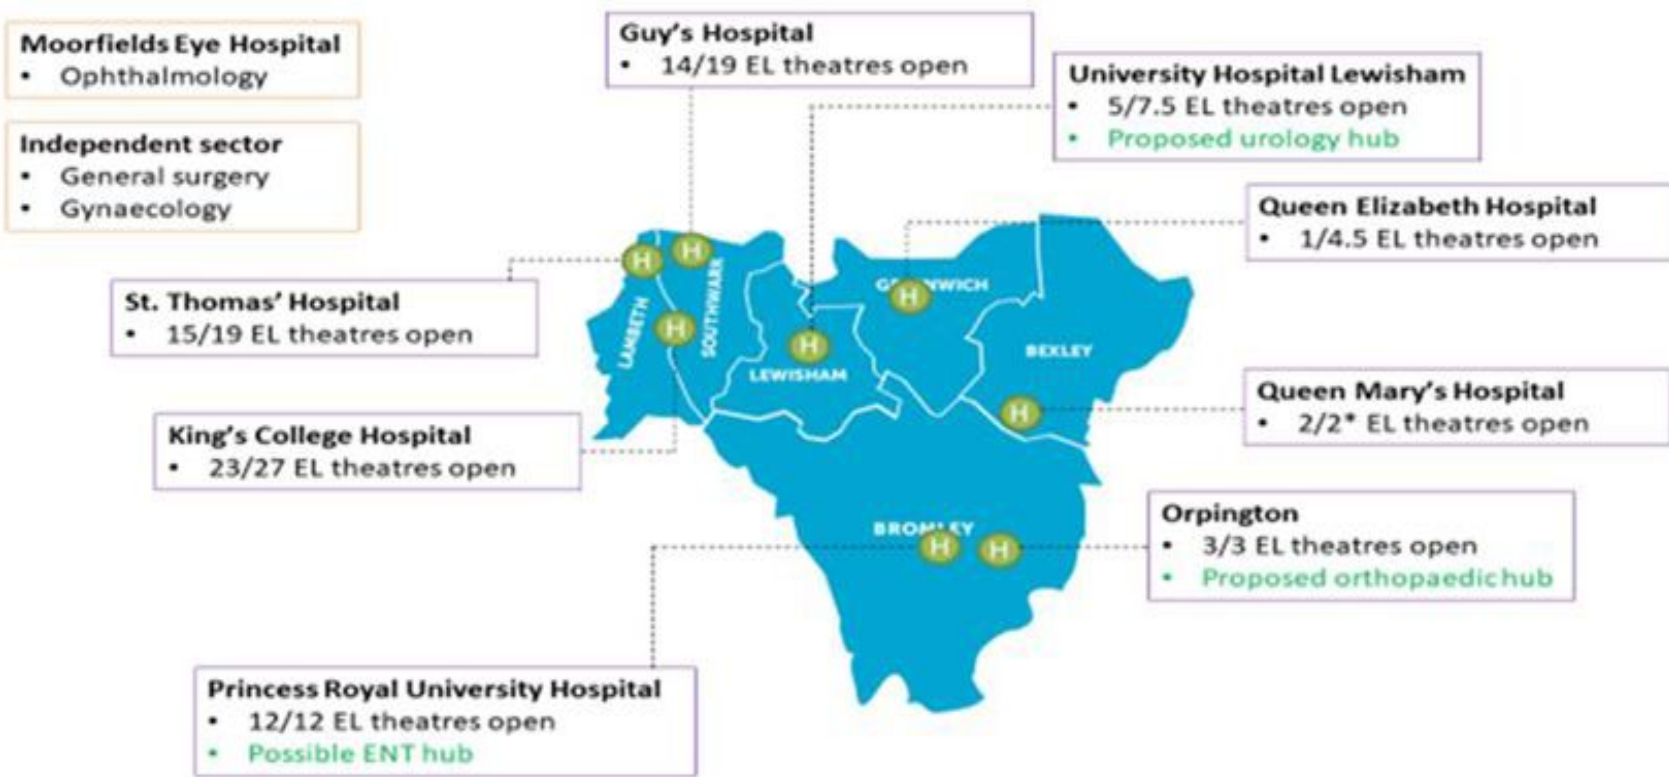 Moorfields Eye Hospital
• Ophthalmology
Independent sector
• General surgery
• Gynaecology
Guy's Hospital
• 14/19 EL theatres open
University Hospital Lewisham
• 5/7.5 EL theatres open
• Proposed urology hub
Queen Elizabeth Hospital
• 1/4.5 EL theatres open
St. Thomas' Hospital
• 15/19 EL theatres open
King's College Hospital
• 23/27 EL theatres open
Queen Mary's Hospital
• 2/2* EL theatres open
Orpington
• 3/3 EL theatres open
• Proposed orthopaedic hub
Princess Royal University Hospital
• 12/12 EL theatres open
• Possible ENT hub
H
H
H
H
H
H
H
H
LAMBETH
SOUTHWARK
LEWISHAM
G NWICH
BEXLEY
BROMLEY